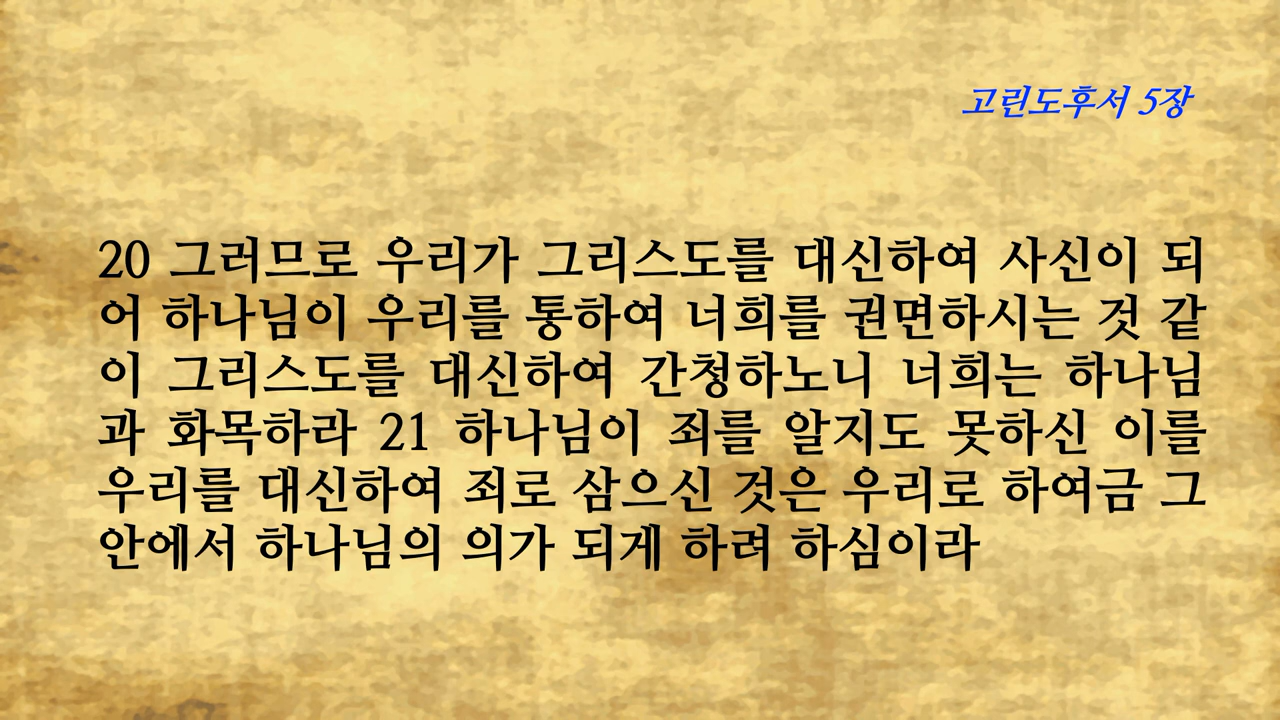 고린도후서 5장
20 그러므로 우리가 그리스도를 대신하여 사신이 되
어 하나님이 우리를 통하여 너희를 권면하시는 것 같
이 그리스도를 대신하여 간청하노니 너희는 하나님
과 화목하라 21 하나님이 죄를 알지도 못하신 이를
우리를 대신하여 죄로 삼으신 것은 우리로 하여금 그
안에서 하나님의 의가 되게 하려 하심이라